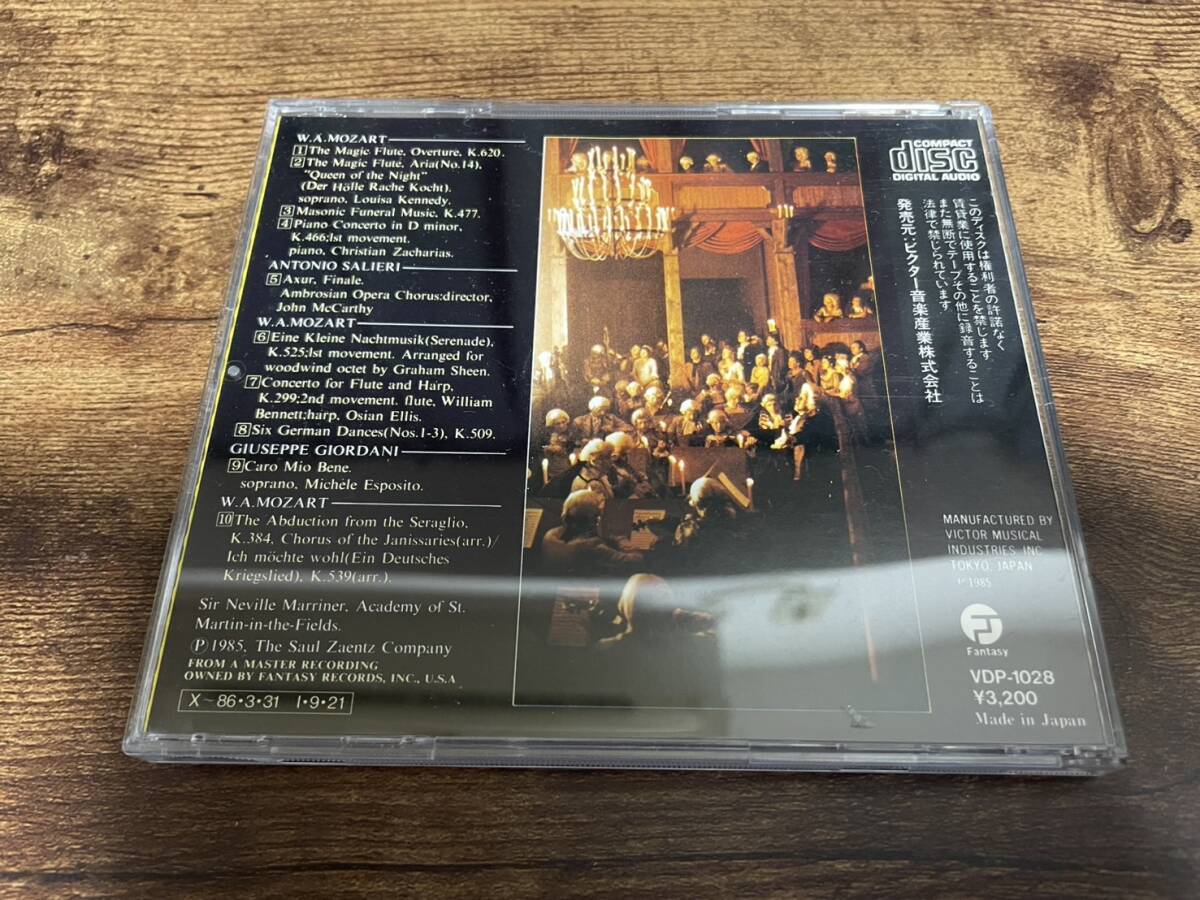 W.A.MOZART
1 The Magic Flute, Overture, K.620.
2 The Magic Flute, Aria(No.14),
"Queen of the Night"
(Der Hölle Rache Kocht).
soprano, Louisa Kennedy.
3 Masonic Funeral Music, K.477.
4 Piano Concerto in D minor,
K.466;1st movement.
piano, Christian Zacharias.
ANTONIO SALIERI
5 Axur, Finale.
Ambrosian Opera Chorus:director,
John McCarthy
W.A.MOZART
6 Eine Kleine Nachtmusik(Serenade),
K.525;1st movement. Arranged for
woodwind octet by Graham Sheen.
7 Concerto for Flute and Harp,
K.299;2nd movement. flute, William
Bennett;harp, Osian Ellis.
8 Six German Dances(Nos.1-3), K.509.
GIUSEPPE GIORDANI
9 Caro Mio Bene.
soprano, Michèle Esposito.
W.A.MOZART
10 The Abduction from the Seraglio,
K.384, Chorus of the Janissaries(arr.)/
Ich möchte wohl(Ein Deutsches
Kriegslied), K.539(arr.).
Sir Neville Marriner, Academy of St.
Martin-in-the-Fields.
Ⓟ1985, The Saul Zaentz Company
FROM A MASTER RECORDING
OWNED BY FANTASY RECORDS, INC., U.S.A
X～86・3・31 I・9・21
COMPACT
disc
DIGITAL AUDIO
このディスクは権利者の許諾なく
賃貸業に使用することを禁じます。
また無断でテープその他に録音することは
法律で禁じられています。
発売元:ビクター音楽産業株式会社
MANUFACTURED BY
VICTOR MUSICAL
INDUSTRIES, INC.
TOKYO, JAPAN
Ⓟ1985
Fantasy
VDP-1028
¥3,200
Made in Japan